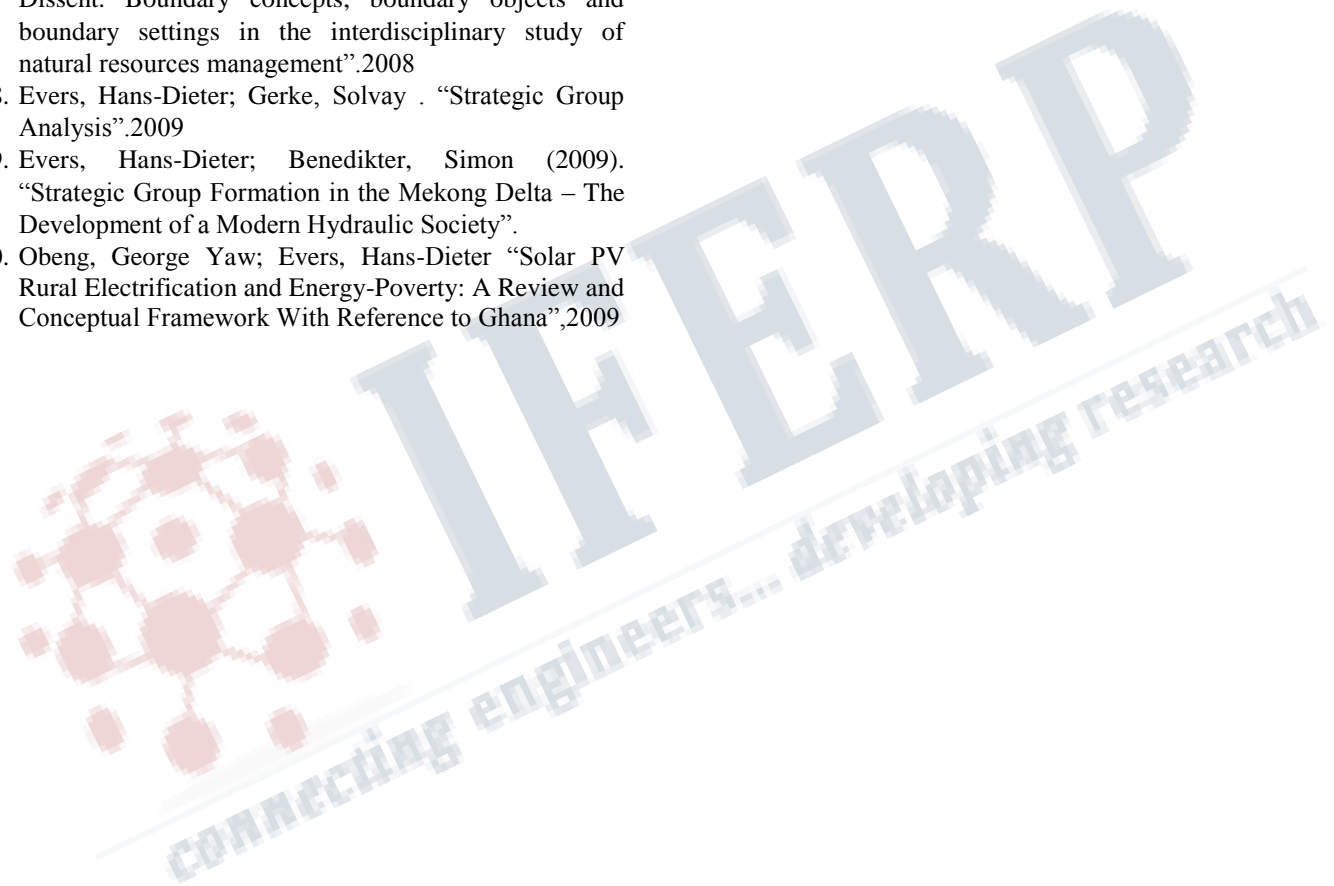 Dissent. Boundary concepts, boundary objects and
boundary settings in the interdisciplinary study of
natural resources management”.2008
. Evers, Hans-Dieter; Gerke, Solvay . “Strategic Group
Analysis”.2009
. Evers, Hans-Dieter; Benedikter, Simon (2009).
“Strategic Group Formation in the Mekong Delta – The
Development of a Modern Hydraulic Society”.
. Obeng, George Yaw; Evers, Hans-Dieter “Solar PV
Rural Electrification and Energy-Poverty: A Review and
Conceptual Framework With Reference to Ghana”,2009
IFERP
connecting engineers... developing research